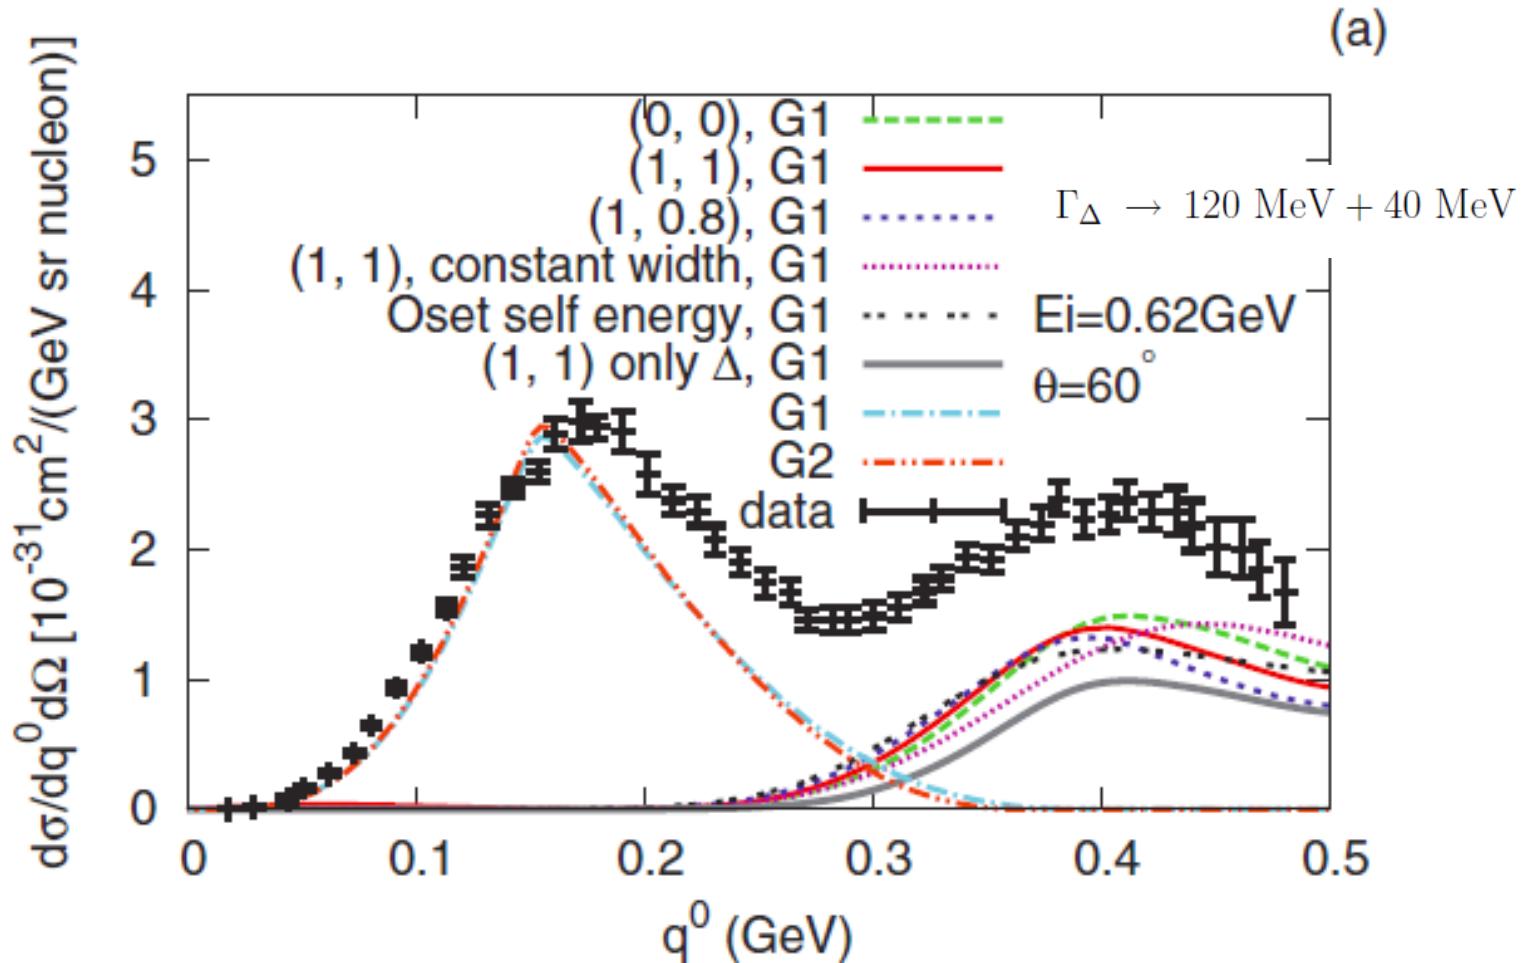 (a)
dσ/dq⁰dΩ [10⁻³¹cm²/(GeV sr nucleon)]
5
4
3
2
1
0
(0, 0), G1
(1, 1), G1
(1, 0.8), G1
(1, 1), constant width, G1
Oset self energy, G1
(1, 1) only Δ, G1
G1
G2
data
Γ_Δ → 120 MeV + 40 MeV
Ei=0.62GeV
θ=60°
0 0.1 0.2 0.3 0.4 0.5
q⁰ (GeV)